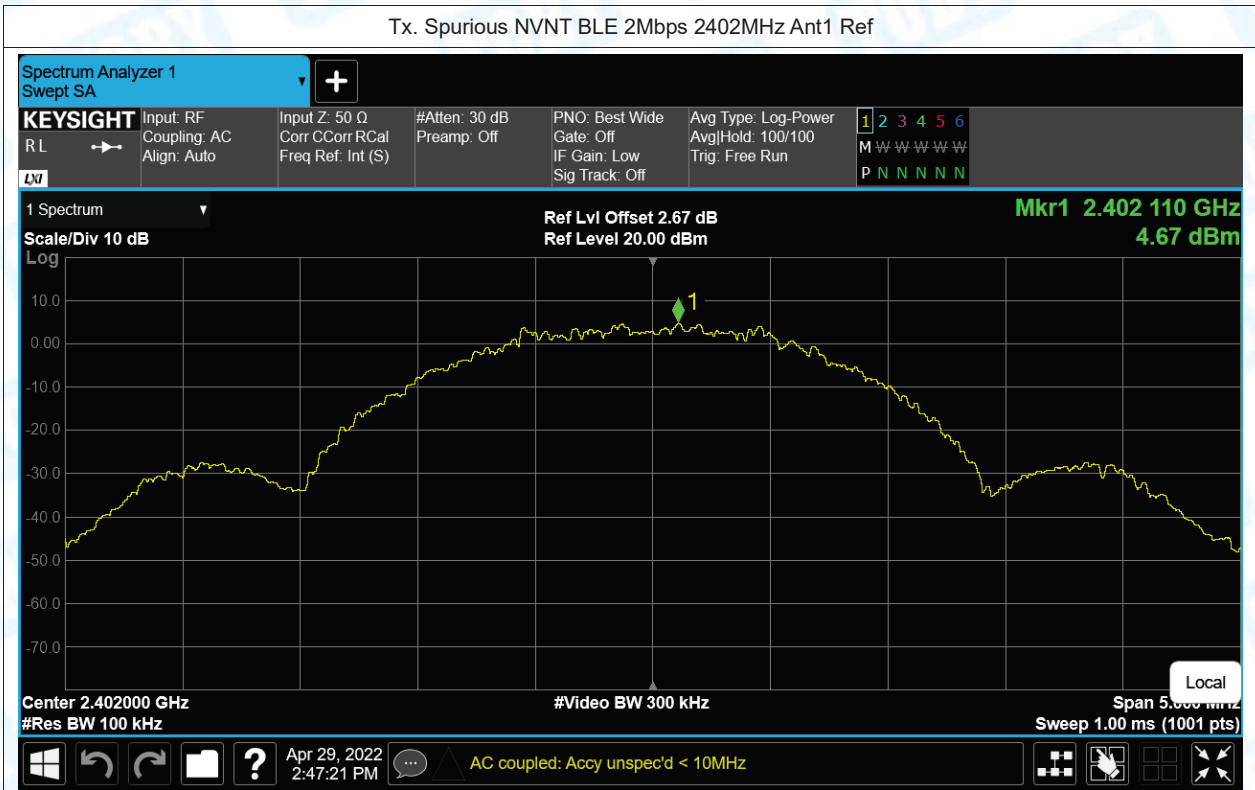 Tx. Spurious NVNT BLE 2Mbps 2402MHz Ant1 Ref
Spectrum Analyzer 1
Swept SA
KEYSIGHT
RL
LXI
Input: RF
Coupling: AC
Align: Auto
Input Z: 50 Ω
Corr CCorr RCal
Freq Ref: Int (S)
#Atten: 30 dB
Preamp: Off
PNO: Best Wide
Gate: Off
IF Gain: Low
Sig Track: Off
Avg Type: Log-Power
Avg|Hold: 100/100
Trig: Free Run
1 2 3 4 5 6
M W W W W W
P N N N N N
1 Spectrum
Scale/Div 10 dB
Ref Lvl Offset 2.67 dB
Ref Level 20.00 dBm
Mkr1 2.402 110 GHz
4.67 dBm
Log
10.0
0.00
-10.0
-20.0
-30.0
-40.0
-50.0
-60.0
-70.0
1
Center 2.402000 GHz
#Res BW 100 kHz
#Video BW 300 kHz
Local
Span
Sweep 1.00 ms (1001 pts)
?
Apr 29, 2022
2:47:21 PM
AC coupled: Accy unspec'd < 10MHz